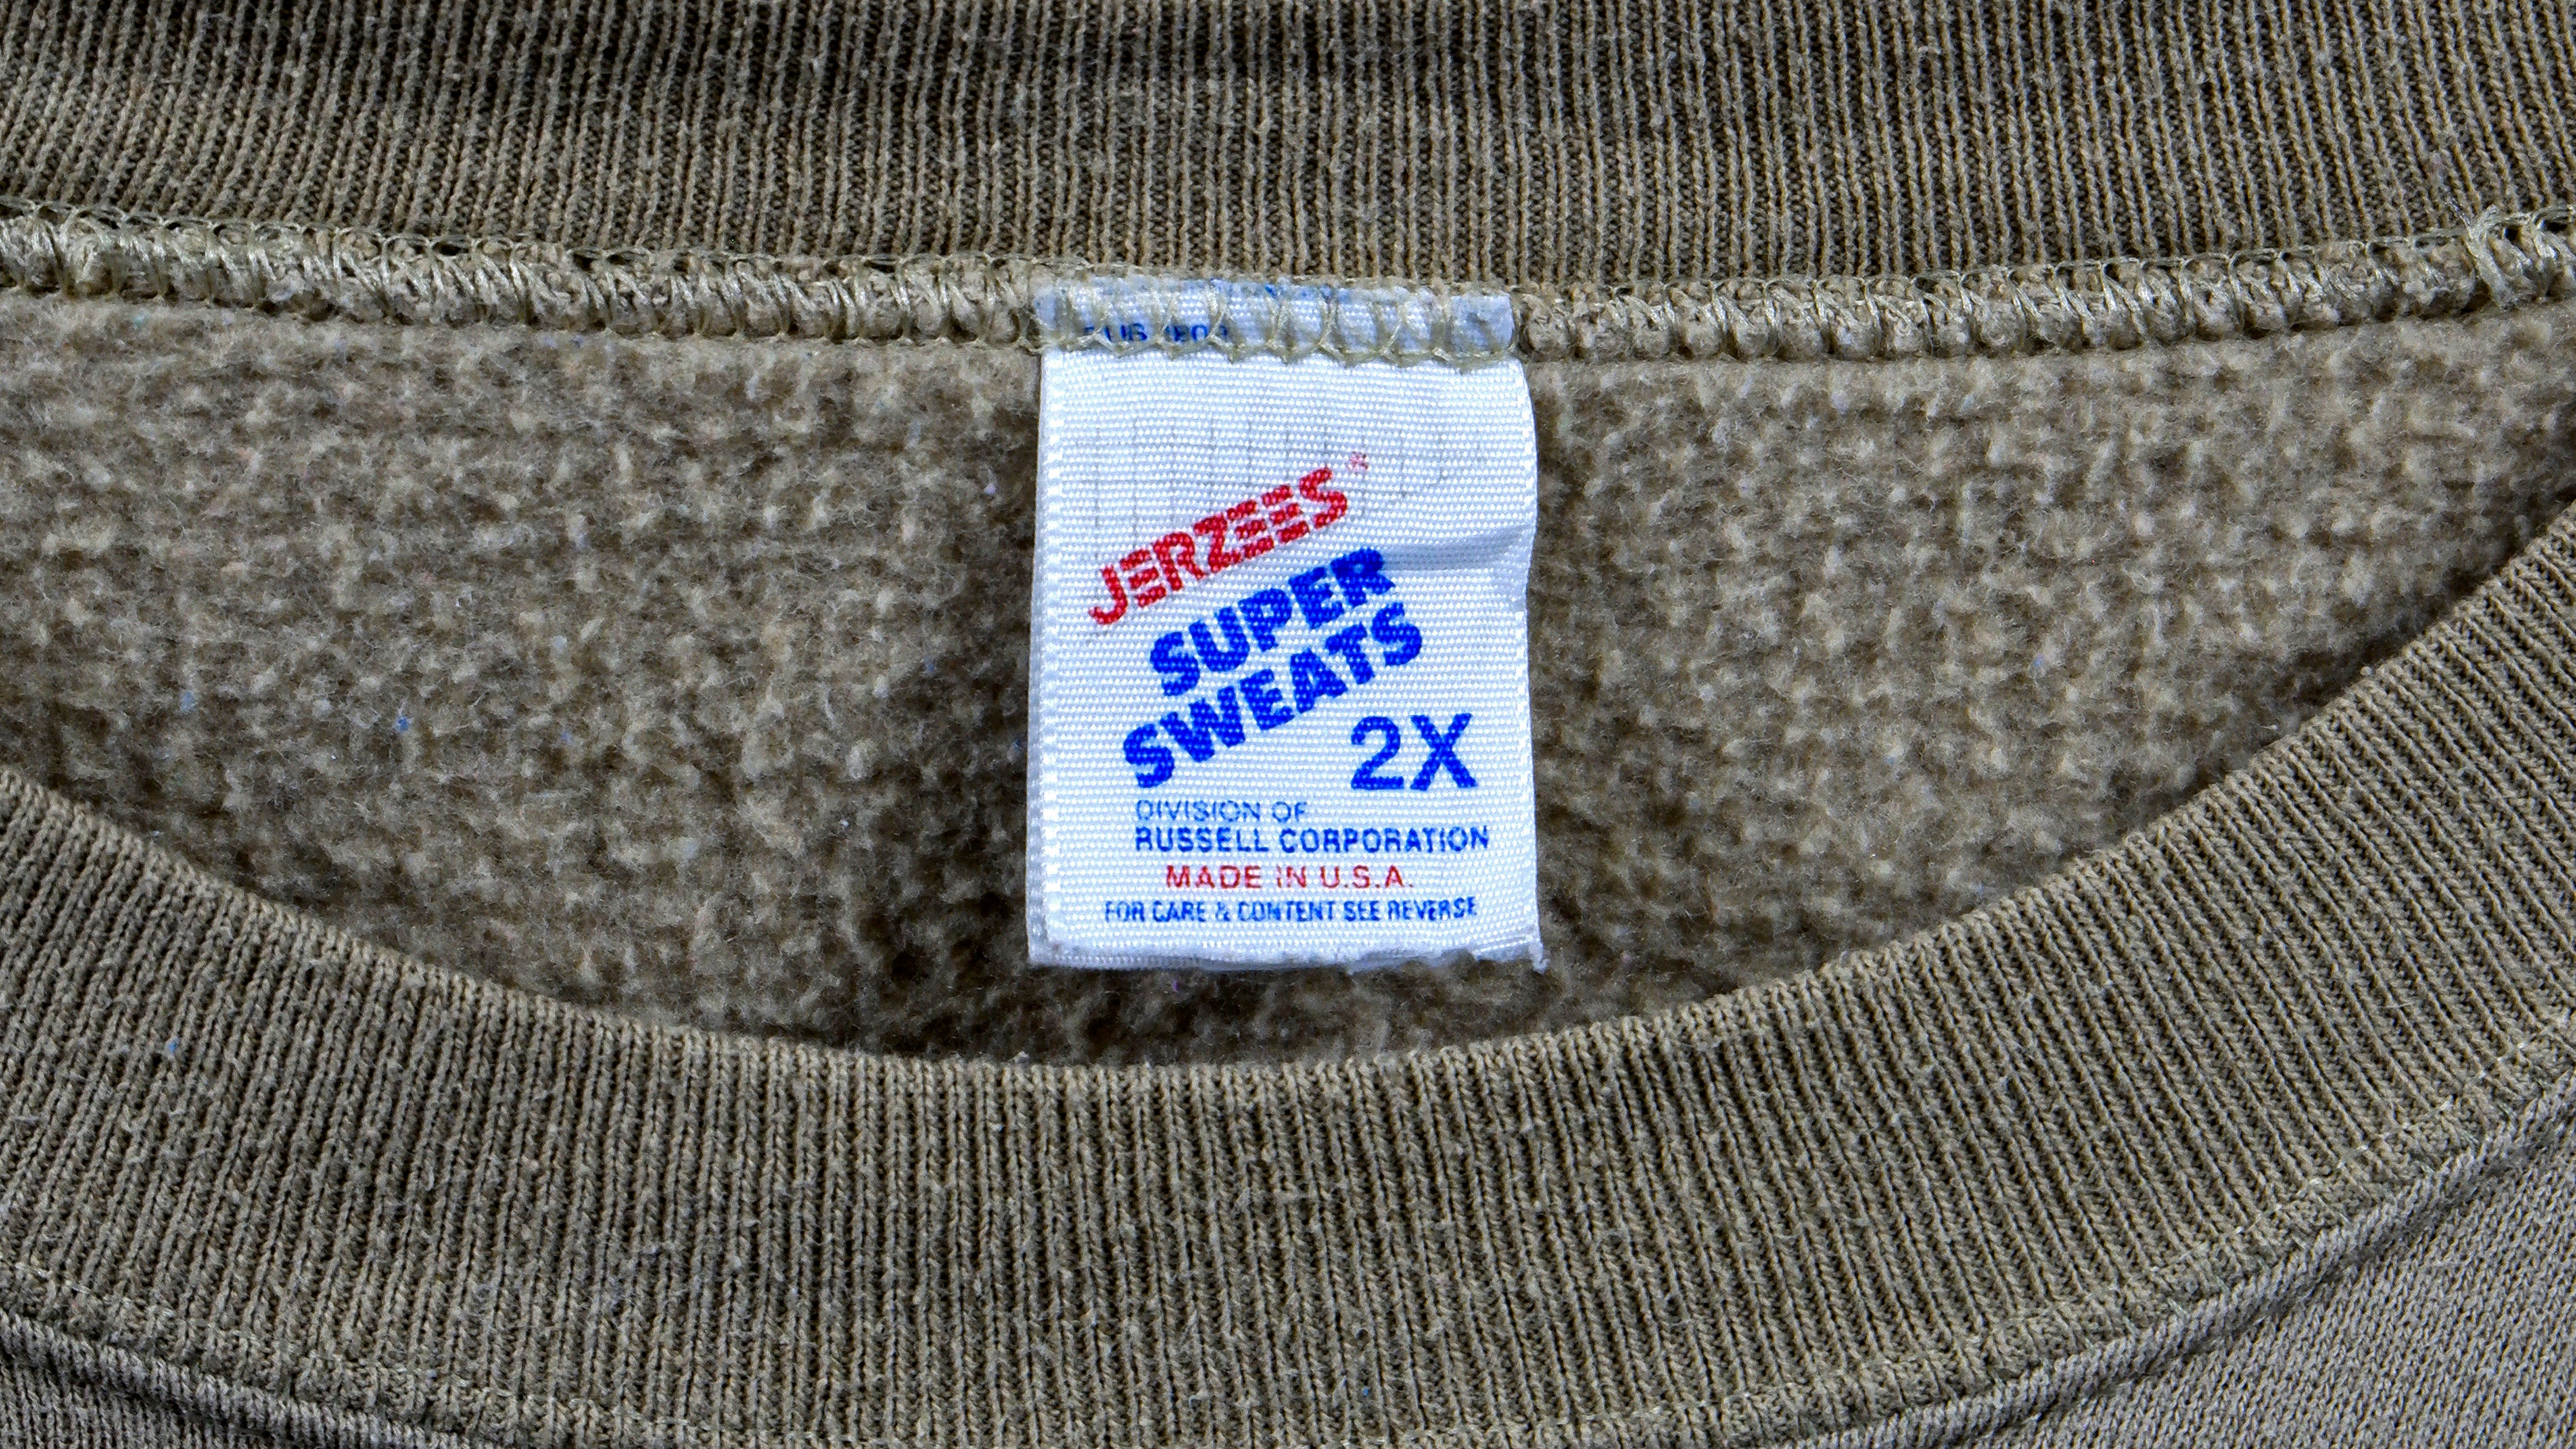 JERZEES
SUPER
SWEATS
2X
DIVISION OF
RUSSELL CORPORATION
MADE IN U.S.A.
FOR CARE & CONTENT SEE REVERSE